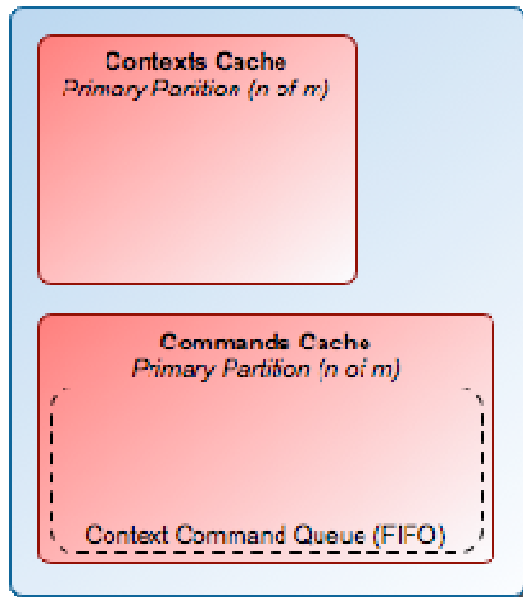 Contexts Cache
Primary Partition (n of m)
Commands Cache
Primary Partition (n of m)
Context Command Queue (FIFO)